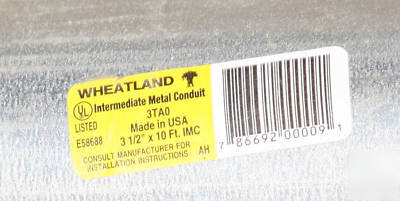 WHEATLAND
UL Intermediate Metal Conduit
LISTED 3TA0
Made in USA
E58688 3 1/2" x 10 Ft. IMC
CONSULT MANUFACTURER FOR
INSTALLATION INSTRUCTIONS AH
7 86692 00009 1